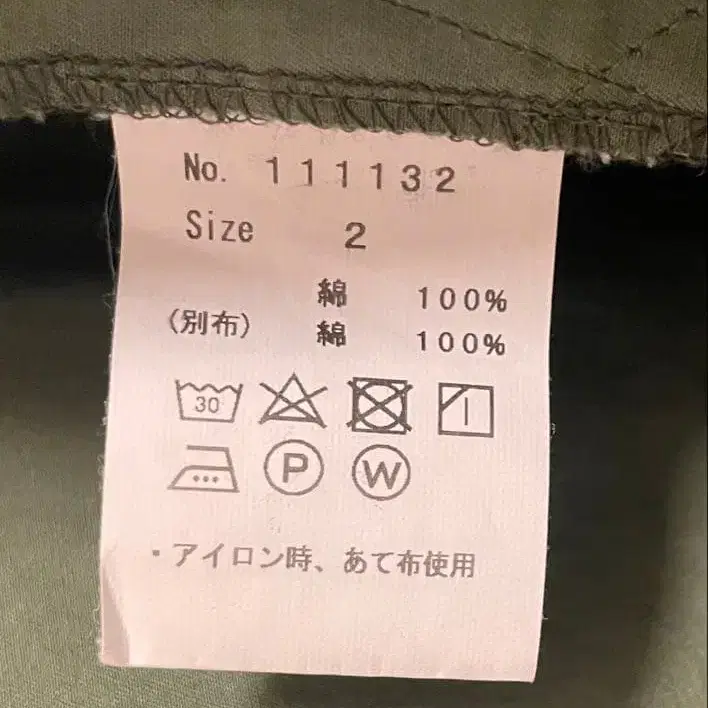 No. 111132
Size 2
綿 100%
(別布) 綿 100%
30
P W
・アイロン時、あて布使用